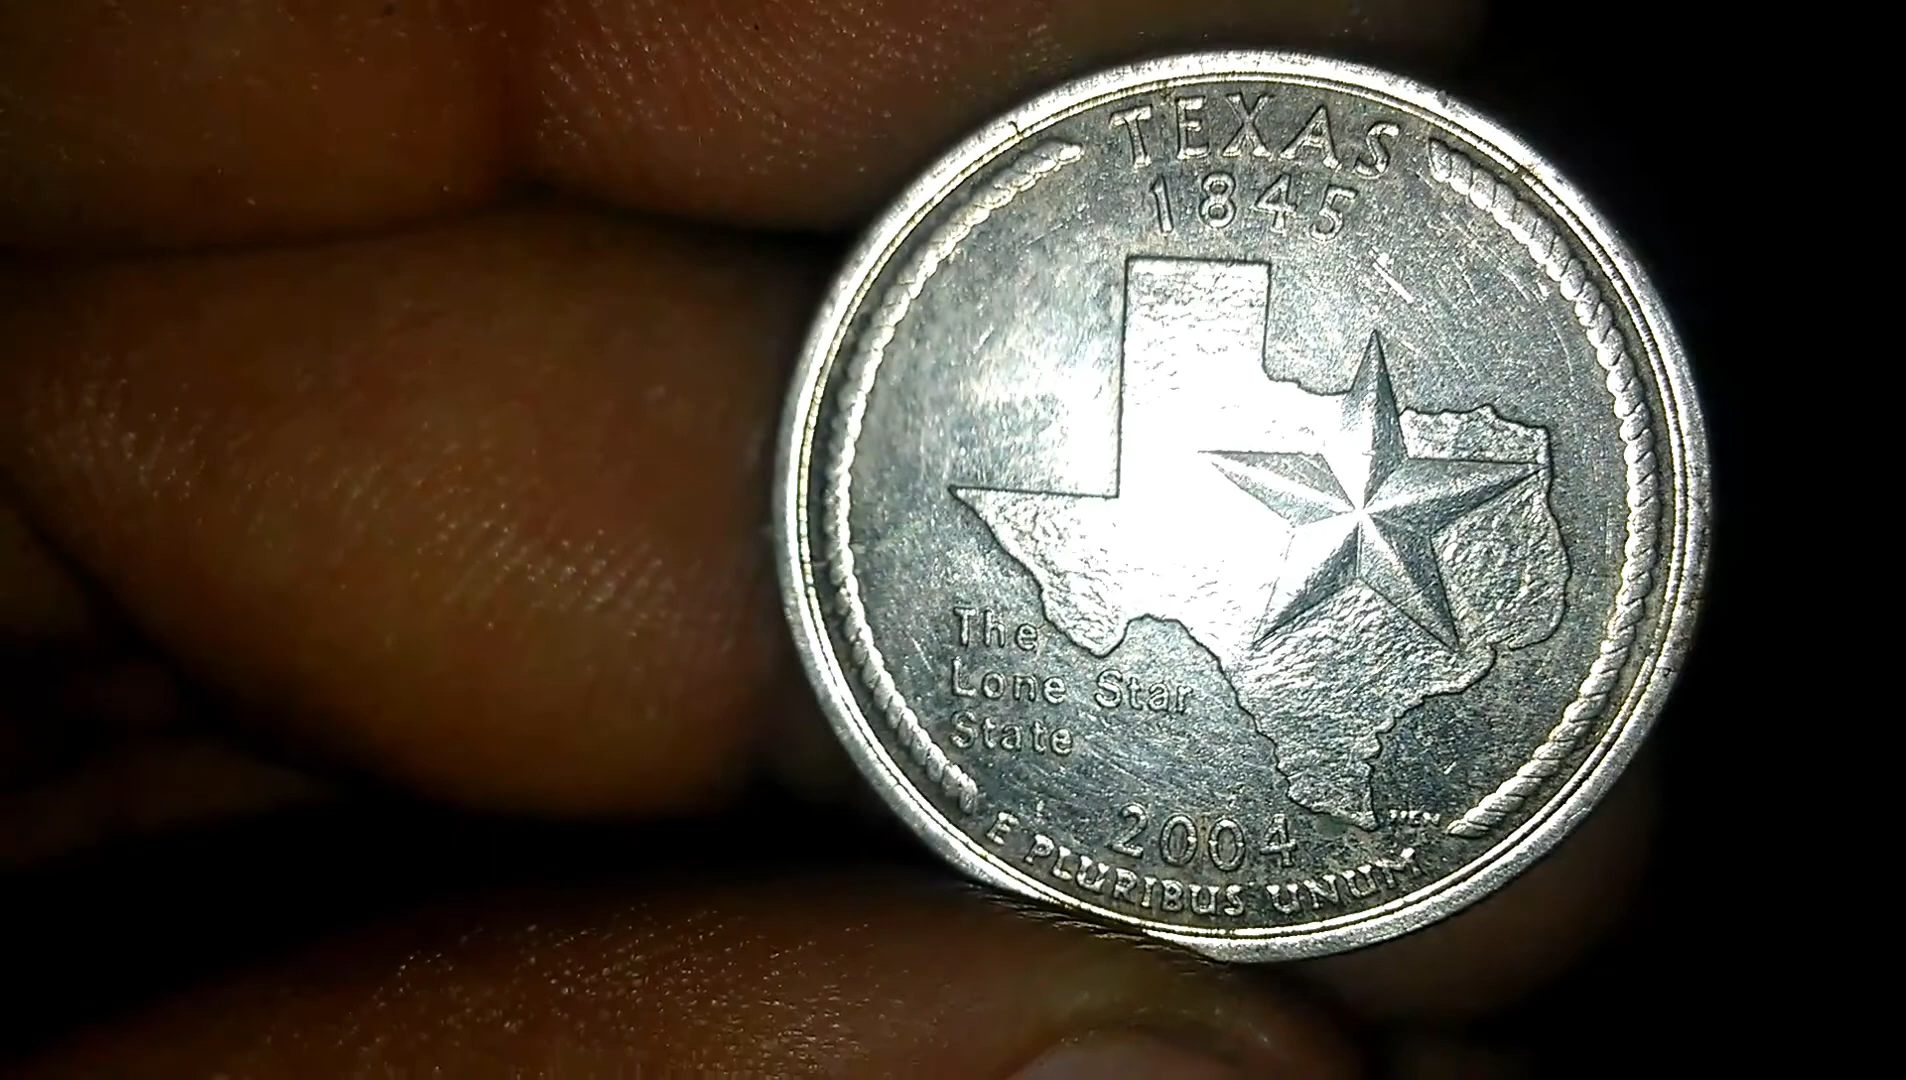 TEXAS
1845
The
Lone Star
State
2004
E PLURIBUS UNUM